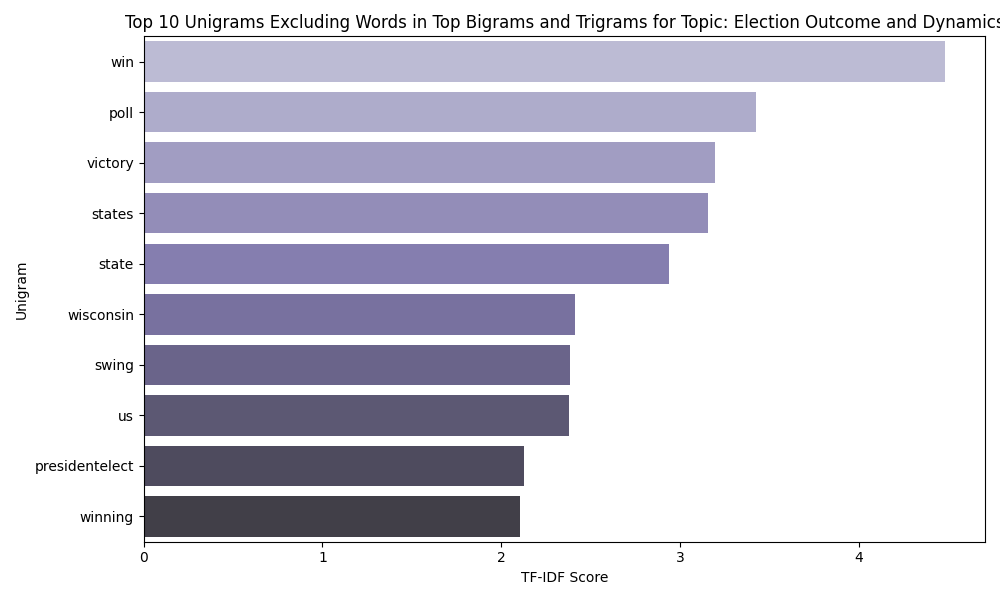 Top 10 Unigrams Excluding Words in Top Bigrams and Trigrams for Topic: Election Outcome and Dynamics
win
poll
victory
states
state
wisconsin
swing
us
presidentelect
winning
Unigram
0 1 2 3 4
TF-IDF Score